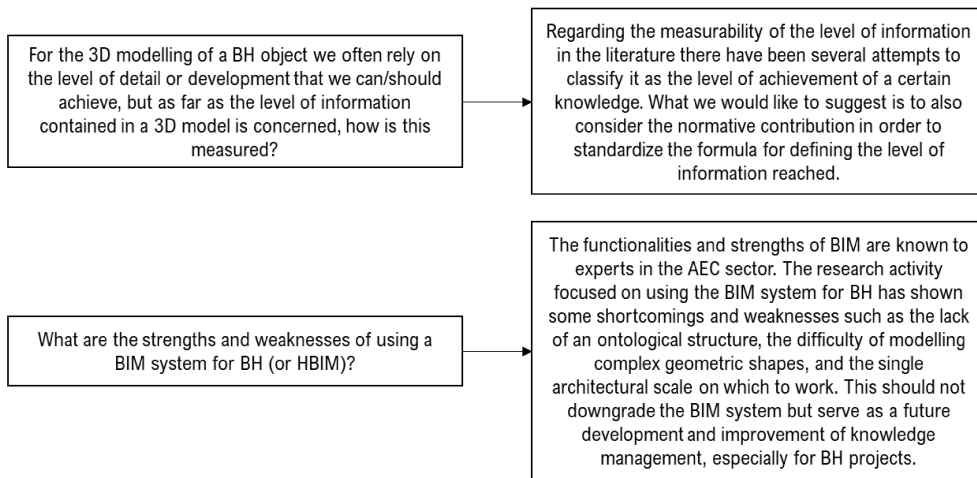 For the 3D modelling of a BH object we often rely on
the level of detail or development that we can/should
achieve, but as far as the level of information
contained in a 3D model is concerned, how is this
measured?
Regarding the measurability of the level of information
in the literature there have been several attempts to
classify it as the level of achievement of a certain
knowledge. What we would like to suggest is to also
consider the normative contribution in order to
standardize the formula for defining the level of
information reached.
What are the strengths and weaknesses of using a
BIM system for BH (or HBIM)?
The functionalities and strengths of BIM are known to
experts in the AEC sector. The research activity
focused on using the BIM system for BH has shown
some shortcomings and weaknesses such as the lack
of an ontological structure, the difficulty of modelling
complex geometric shapes, and the single
architectural scale on which to work. This should not
downgrade the BIM system but serve as a future
development and improvement of knowledge
management, especially for BH projects.